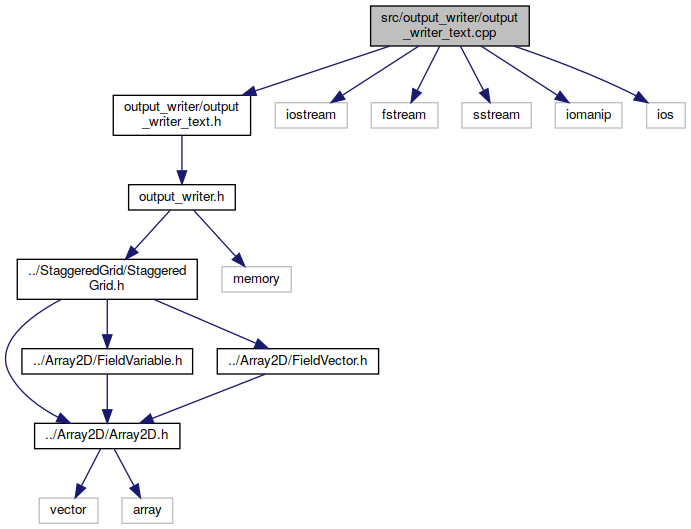 src/output_writer/output
_writer_text.cpp
output_writer/output
_writer_text.h
iostream
fstream
sstream
iomanip
ios
output_writer.h
../StaggeredGrid/Staggered
Grid.h
memory
../Array2D/FieldVariable.h
../Array2D/FieldVector.h
../Array2D/Array2D.h
vector
array